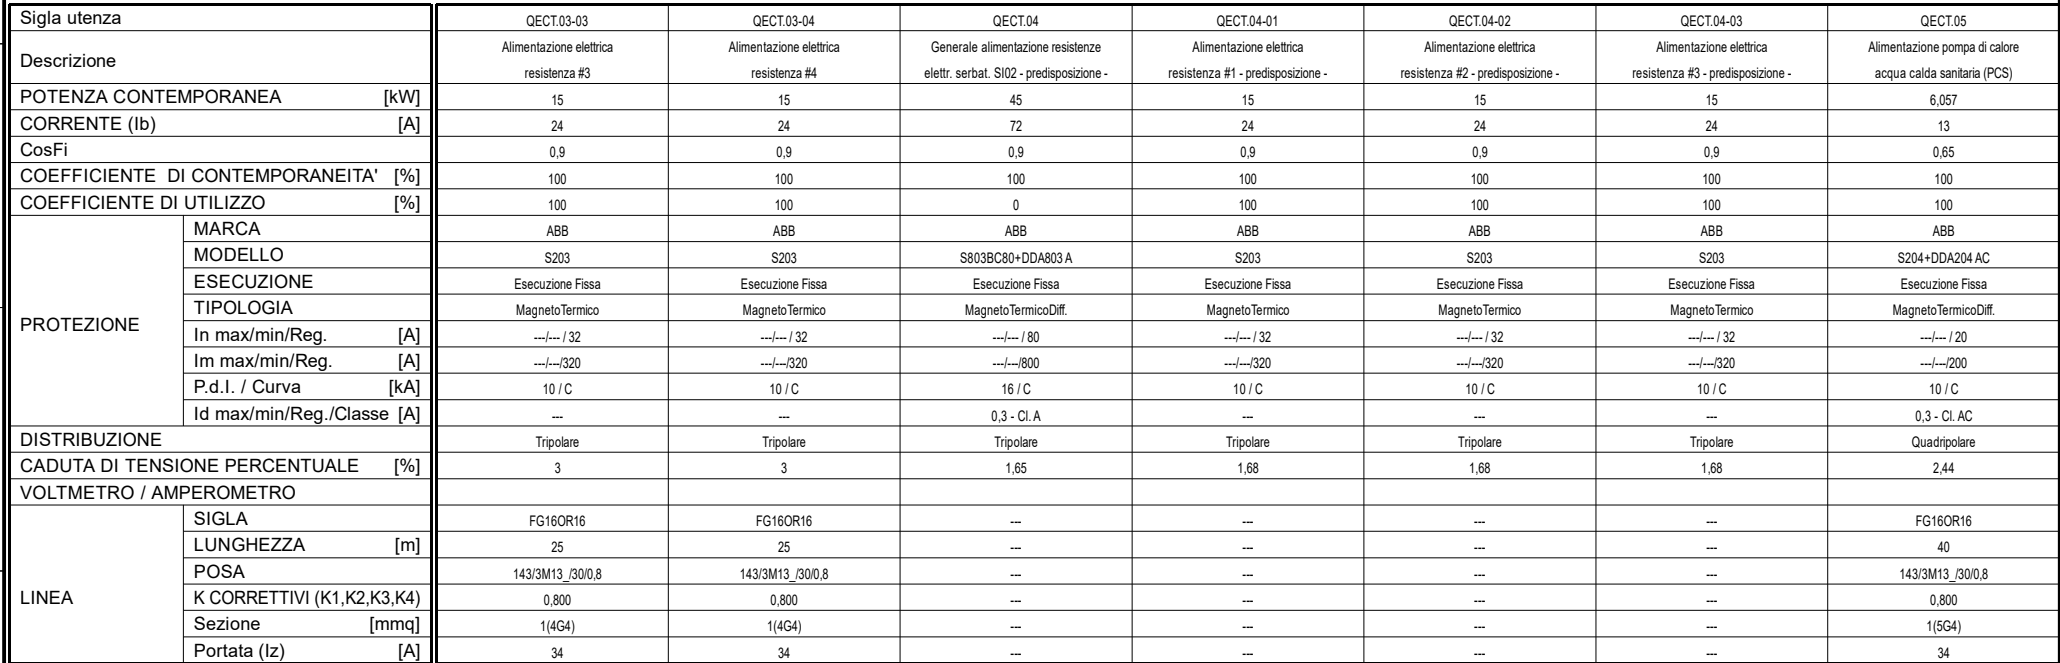 Sigla utenza QECT.03-03 QECT.03-04 QECT.04 QECT.04-01 QECT.04-02 QECT.04-03 QECT.05
Descrizione
Alimentazione elettrica Alimentazione elettrica Generale alimentazione resistenze Alimentazione elettrica Alimentazione elettrica Alimentazione elettrica Alimentazione pompa di calore
resistenza #3 resistenza #4 elettr. serbat. SI02 - predisposizione - resistenza #1 - predisposizione - resistenza #2 - predisposizione - resistenza #3 - predisposizione - acqua calda sanitaria (PCS)
POTENZA CONTEMPORANEA [kW] 15 15 45 15 15 15 6,057
CORRENTE (Ib) [A] 24 24 72 24 24 24 13
CosFi 0,9 0,9 0,9 0,9 0,9 0,9 0,65
COEFFICIENTE DI CONTEMPORANEITA' [%] 100 100 100 100 100 100 100
COEFFICIENTE DI UTILIZZO [%] 100 100 0 100 100 100 100
PROTEZIONE
MARCA ABB ABB ABB ABB ABB ABB ABB
MODELLO S203 S203 S803BC80+DDA803 A S203 S203 S203 S204+DDA204 AC
ESECUZIONE Esecuzione Fissa Esecuzione Fissa Esecuzione Fissa Esecuzione Fissa Esecuzione Fissa Esecuzione Fissa Esecuzione Fissa
TIPOLOGIA MagnetoTermico MagnetoTermico MagnetoTermicoDiff. MagnetoTermico MagnetoTermico MagnetoTermico MagnetoTermicoDiff.
In max/min/Reg. [A] ---/--- / 32 ---/--- / 32 ---/--- / 80 ---/--- / 32 ---/--- / 32 ---/--- / 32 ---/--- / 20
Im max/min/Reg. [A] ---/---/320 ---/---/320 ---/---/800 ---/---/320 ---/---/320 ---/---/320 ---/---/200
P.d.I. / Curva [kA] 10 / C 10 / C 16 / C 10 / C 10 / C 10 / C 10 / C
Id max/min/Reg./Classe [A] --- --- 0,3 - Cl. A --- --- --- 0,3 - Cl. AC
DISTRIBUZIONE Tripolare Tripolare Tripolare Tripolare Tripolare Tripolare Quadripolare
CADUTA DI TENSIONE PERCENTUALE [%] 3 3 1,65 1,68 1,68 1,68 2,44
VOLTMETRO / AMPEROMETRO
LINEA
SIGLA FG16OR16 FG16OR16 --- --- --- --- FG16OR16
LUNGHEZZA [m] 25 25 --- --- --- --- 40
POSA 143/3M13_/30/0,8 143/3M13_/30/0,8 --- --- --- --- 143/3M13_/30/0,8
K CORRETTIVI (K1,K2,K3,K4) 0,800 0,800 --- --- --- --- 0,800
Sezione [mmq] 1(4G4) 1(4G4) --- --- --- --- 1(5G4)
Portata (Iz) [A] 34 34 --- --- --- --- 34